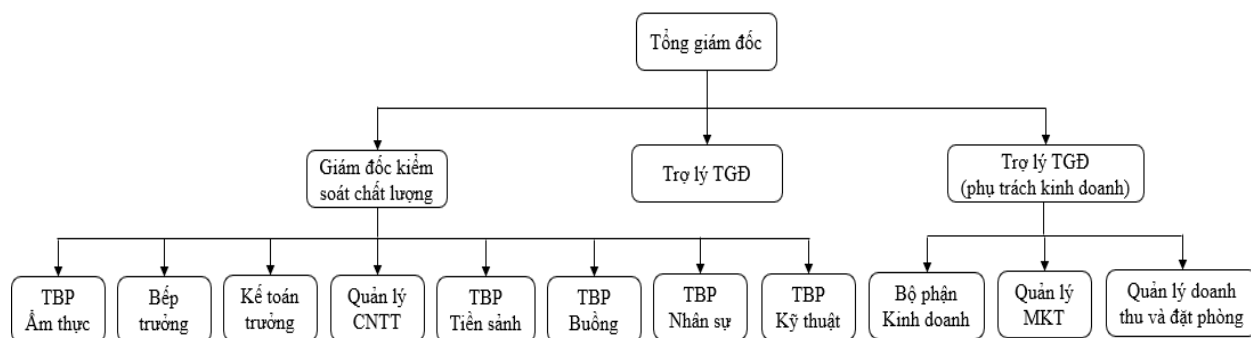 Tổng giám đốc
Giám đốc kiểm
soát chất lượng
Trợ lý TGĐ
Trợ lý TGĐ
(phụ trách kinh doanh)
TBP
Ẩm thực
Bếp
trưởng
Kế toán
trưởng
Quản lý
CNTT
TBP
Tiền sảnh
TBP
Buồng
TBP
Nhân sự
TBP
Kỹ thuật
Bộ phận
Kinh doanh
Quản lý
MKT
Quản lý doanh
thu và đặt phòng